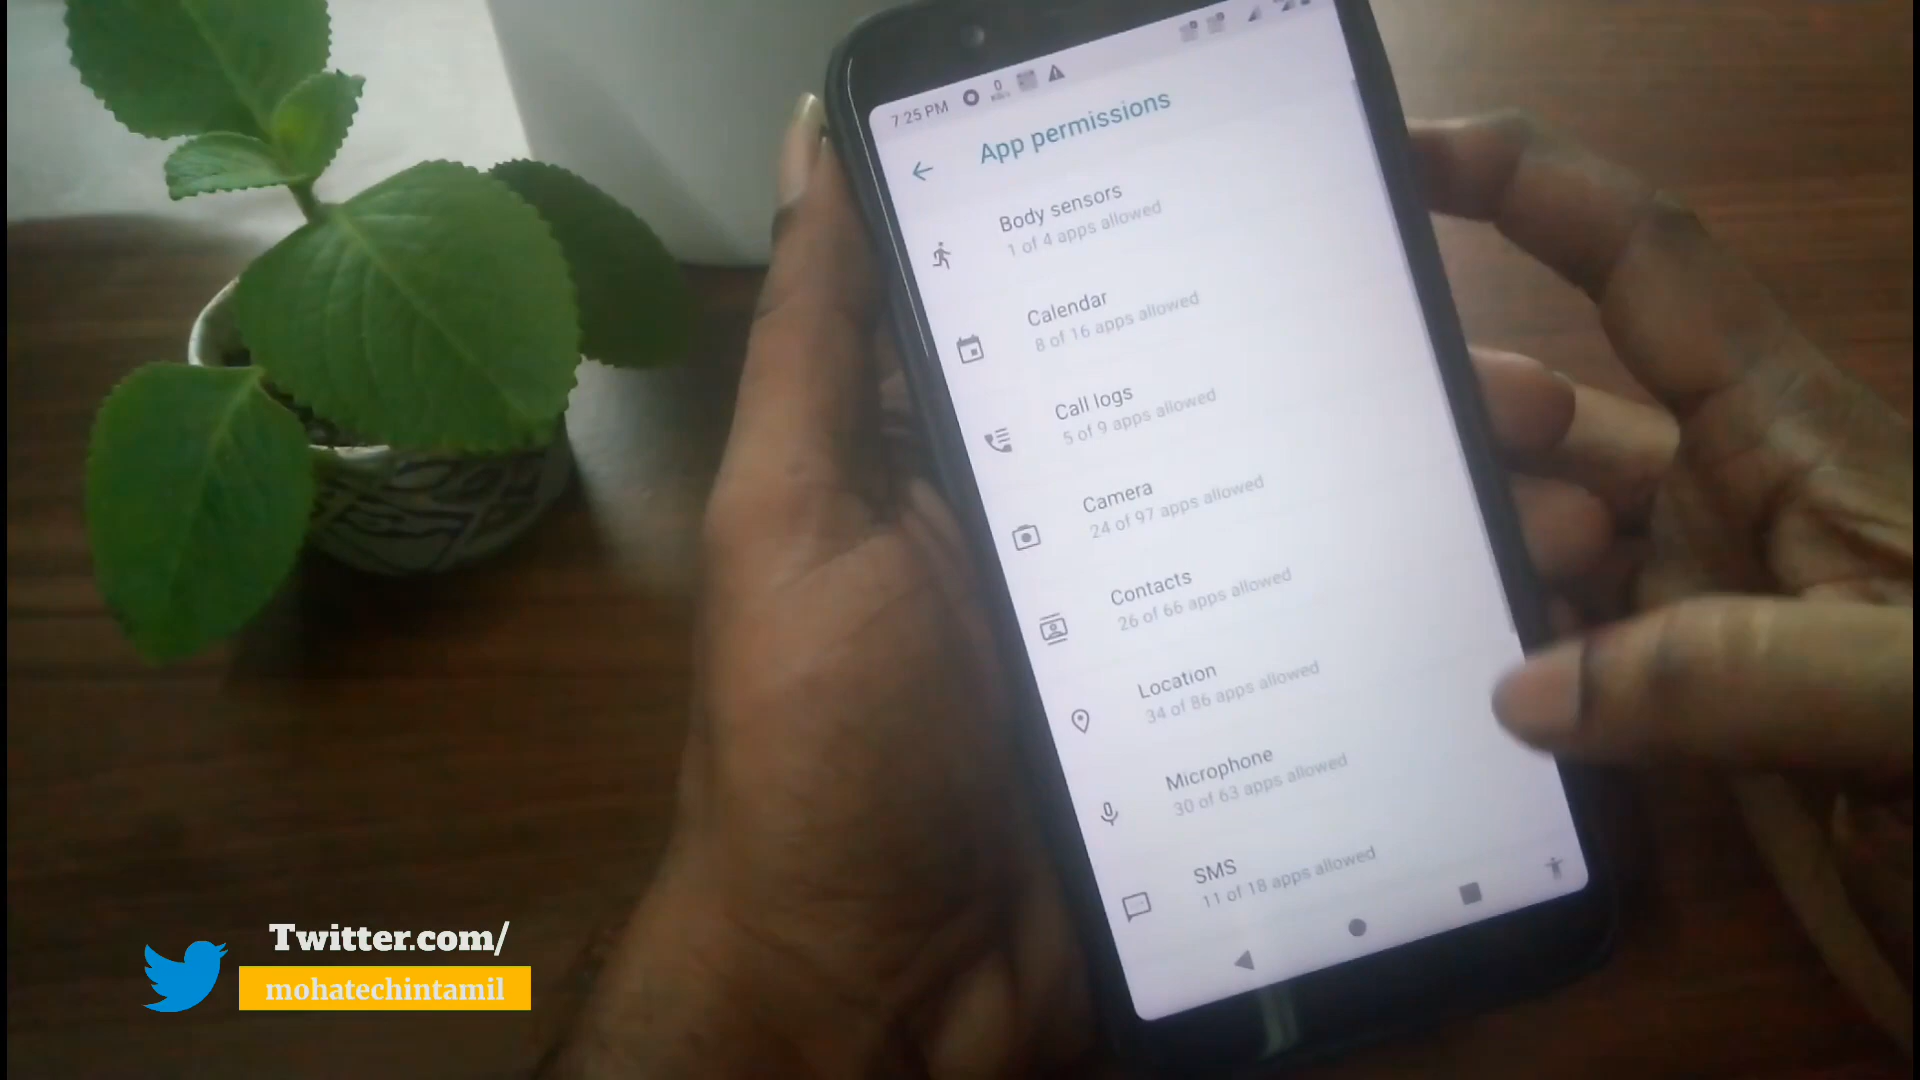 7:25 PM
App permissions
Body sensors
1 of 4 apps allowed
Calendar
8 of 16 apps allowed
Call logs
5 of 9 apps allowed
Camera
24 of 97 apps allowed
Contacts
26 of 66 apps allowed
Location
34 of 86 apps allowed
Microphone
30 of 63 apps allowed
SMS
11 of 18 apps allowed
Twitter.com/
mohatechintamil